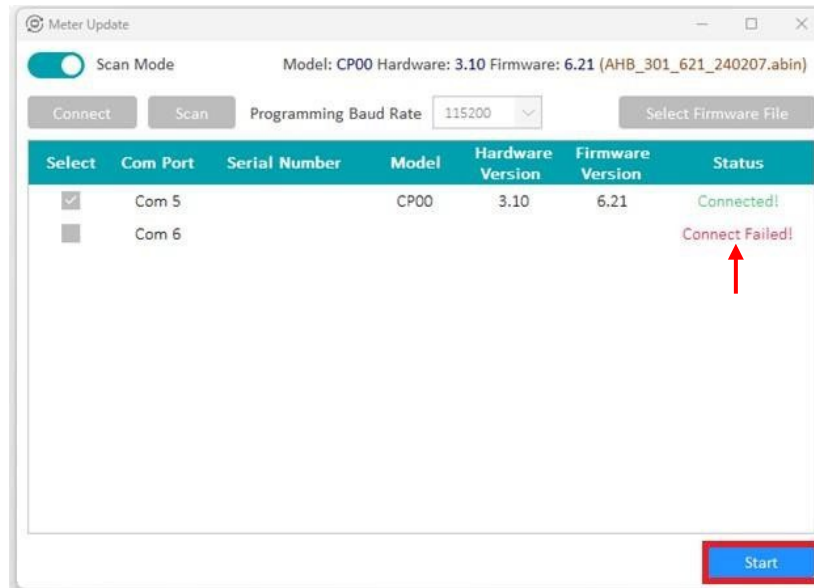 Meter Update
Scan Mode Model: CP00 Hardware: 3.10 Firmware: 6.21 (AHB_301_621_240207.abin)
Connect Scan Programming Baud Rate 115200 Select Firmware File
Select Com Port Serial Number Model Hardware Version Firmware Version Status
Com 5 CP00 3.10 6.21 Connected!
Com 6 Connect Failed!
Start